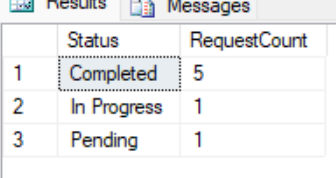 Results Messages
Status RequestCount
1 Completed 5
2 In Progress 1
3 Pending 1